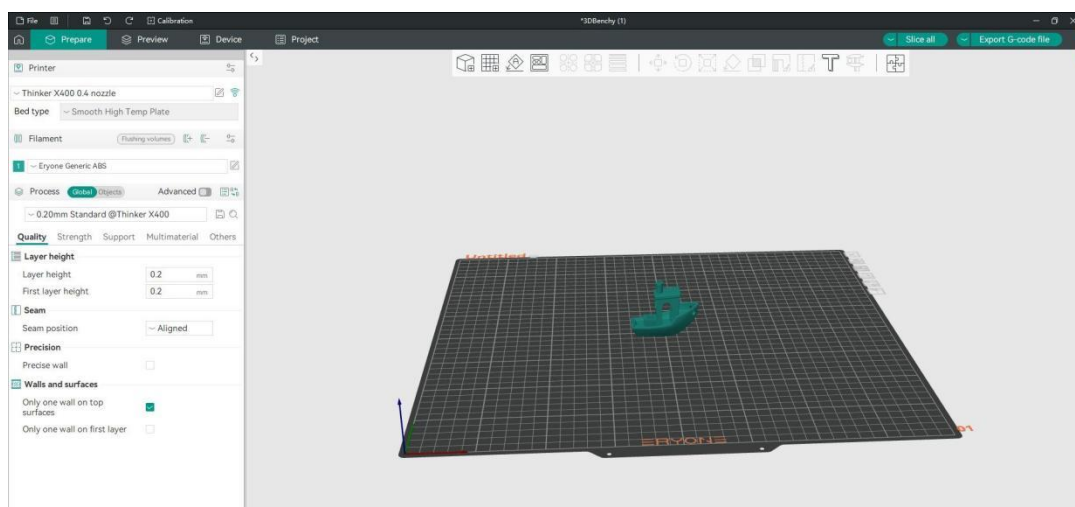 File
Calibration
*3DBenchy (1)
Prepare
Preview
Device
Project
Slice all
Export G-code file
Printer
Thinker X400 0.4 nozzle
Bed type
Smooth High Temp Plate
Filament
Flushing volumes
1
Eryone Generic ABS
Process
Global
Objects
Advanced
0.20mm Standard @Thinker X400
Quality
Strength
Support
Multimaterial
Others
Layer height
Layer height
0.2
mm
First layer height
0.2
mm
Seam
Seam position
Aligned
Precision
Precise wall
Walls and surfaces
Only one wall on top
surfaces
Only one wall on first layer
Untitled
ERYONE
01